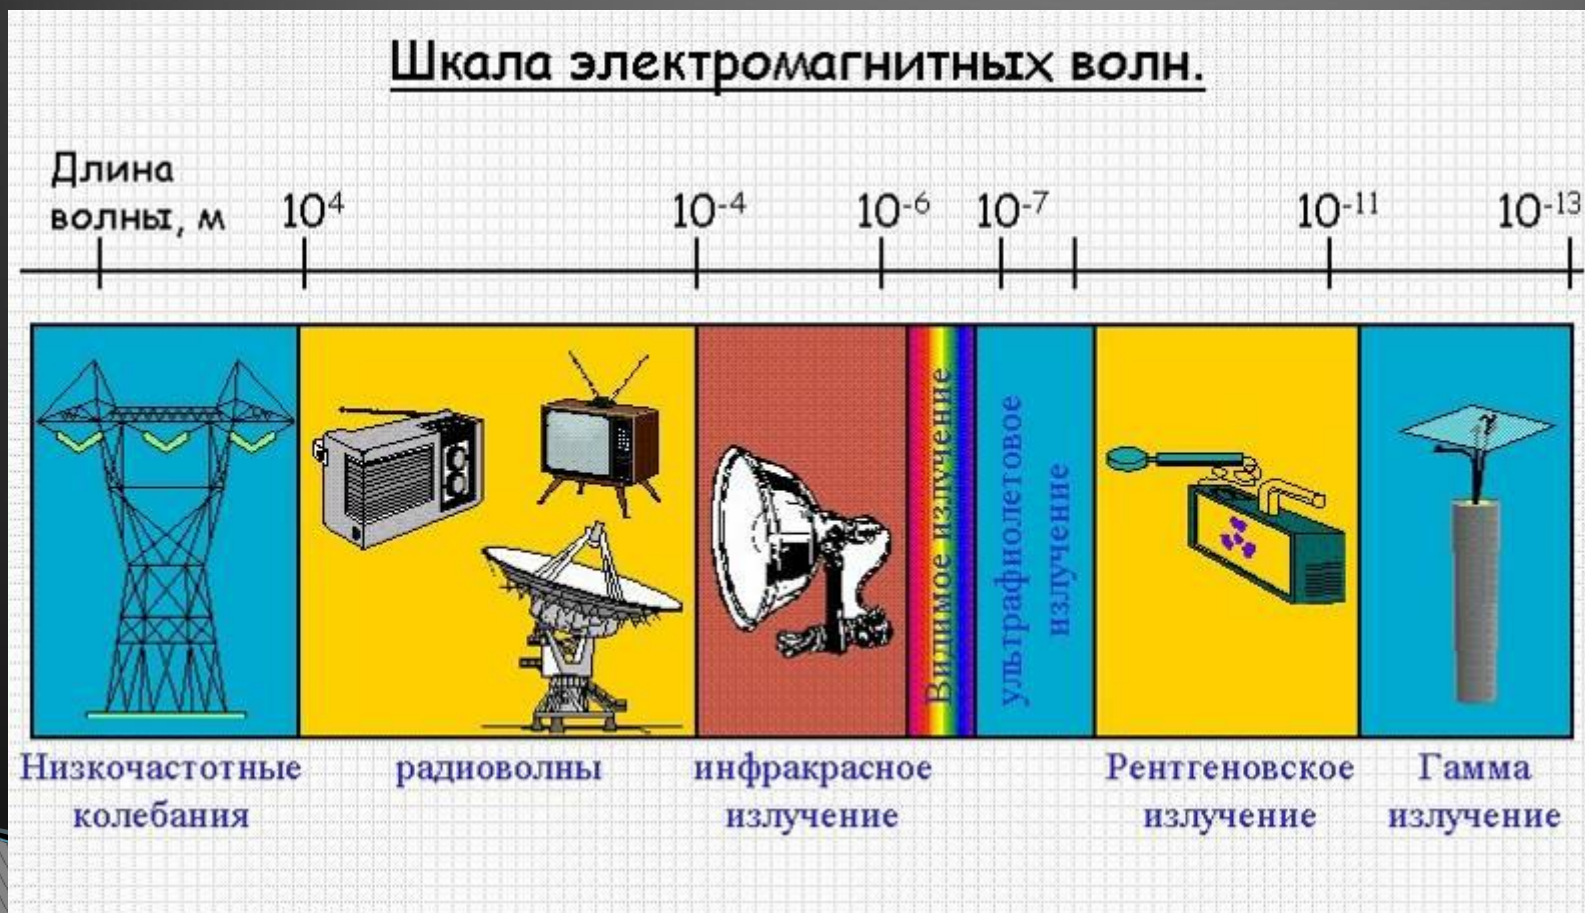 Шкала электромагнитных волн.
Длина
волны, м
10⁴ 10⁻⁴ 10⁻⁶ 10⁻⁷ 10⁻¹¹ 10⁻¹³
Видимое излучение
ультрафиолетовое
излучение
Низкочастотные
колебания
радиоволны
инфракрасное
излучение
Рентгеновское
излучение
Гамма
излучение